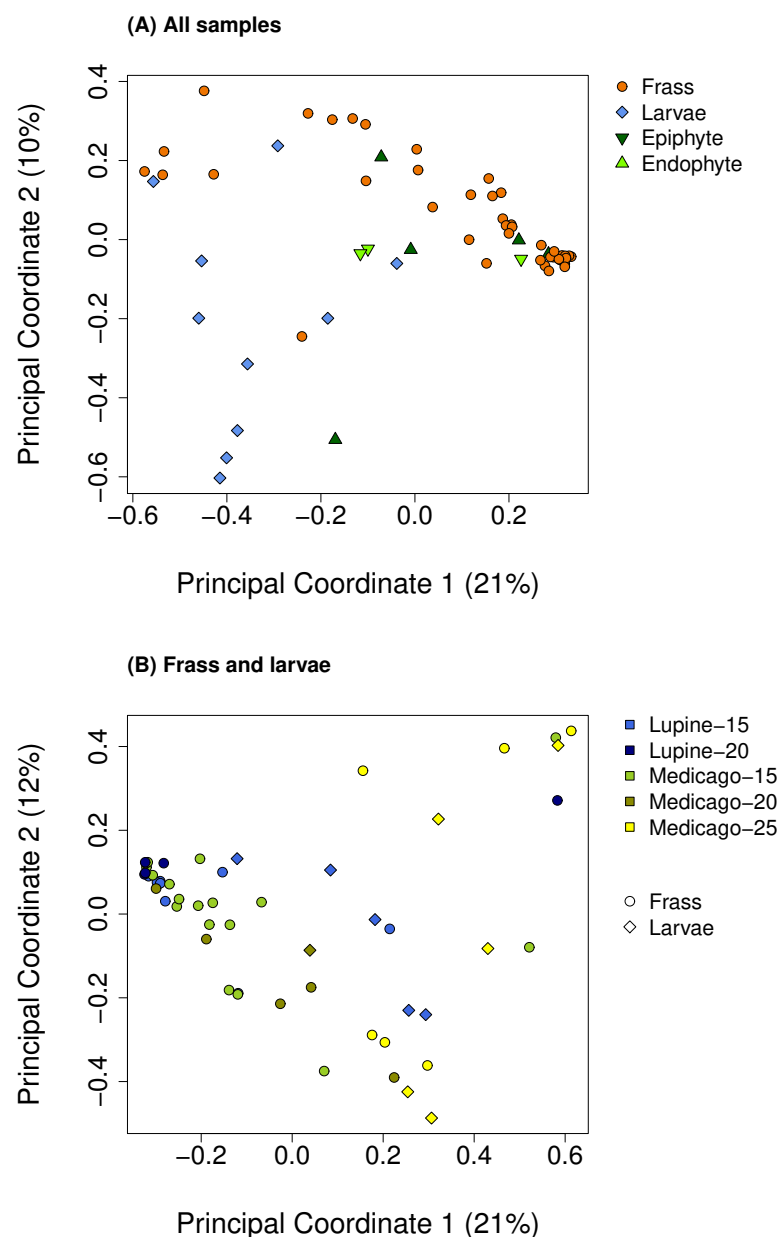 (A) All samples
Principal Coordinate 2 (10%)
0.4
0.2
0.0
−0.2
−0.4
−0.6
−0.6 −0.4 −0.2 0.0 0.2
Principal Coordinate 1 (21%)
Frass
Larvae
Epiphyte
Endophyte
(B) Frass and larvae
Principal Coordinate 2 (12%)
0.4
0.2
0.0
−0.2
−0.4
−0.2 0.0 0.2 0.4 0.6
Principal Coordinate 1 (21%)
Lupine−15
Lupine−20
Medicago−15
Medicago−20
Medicago−25
Frass
Larvae